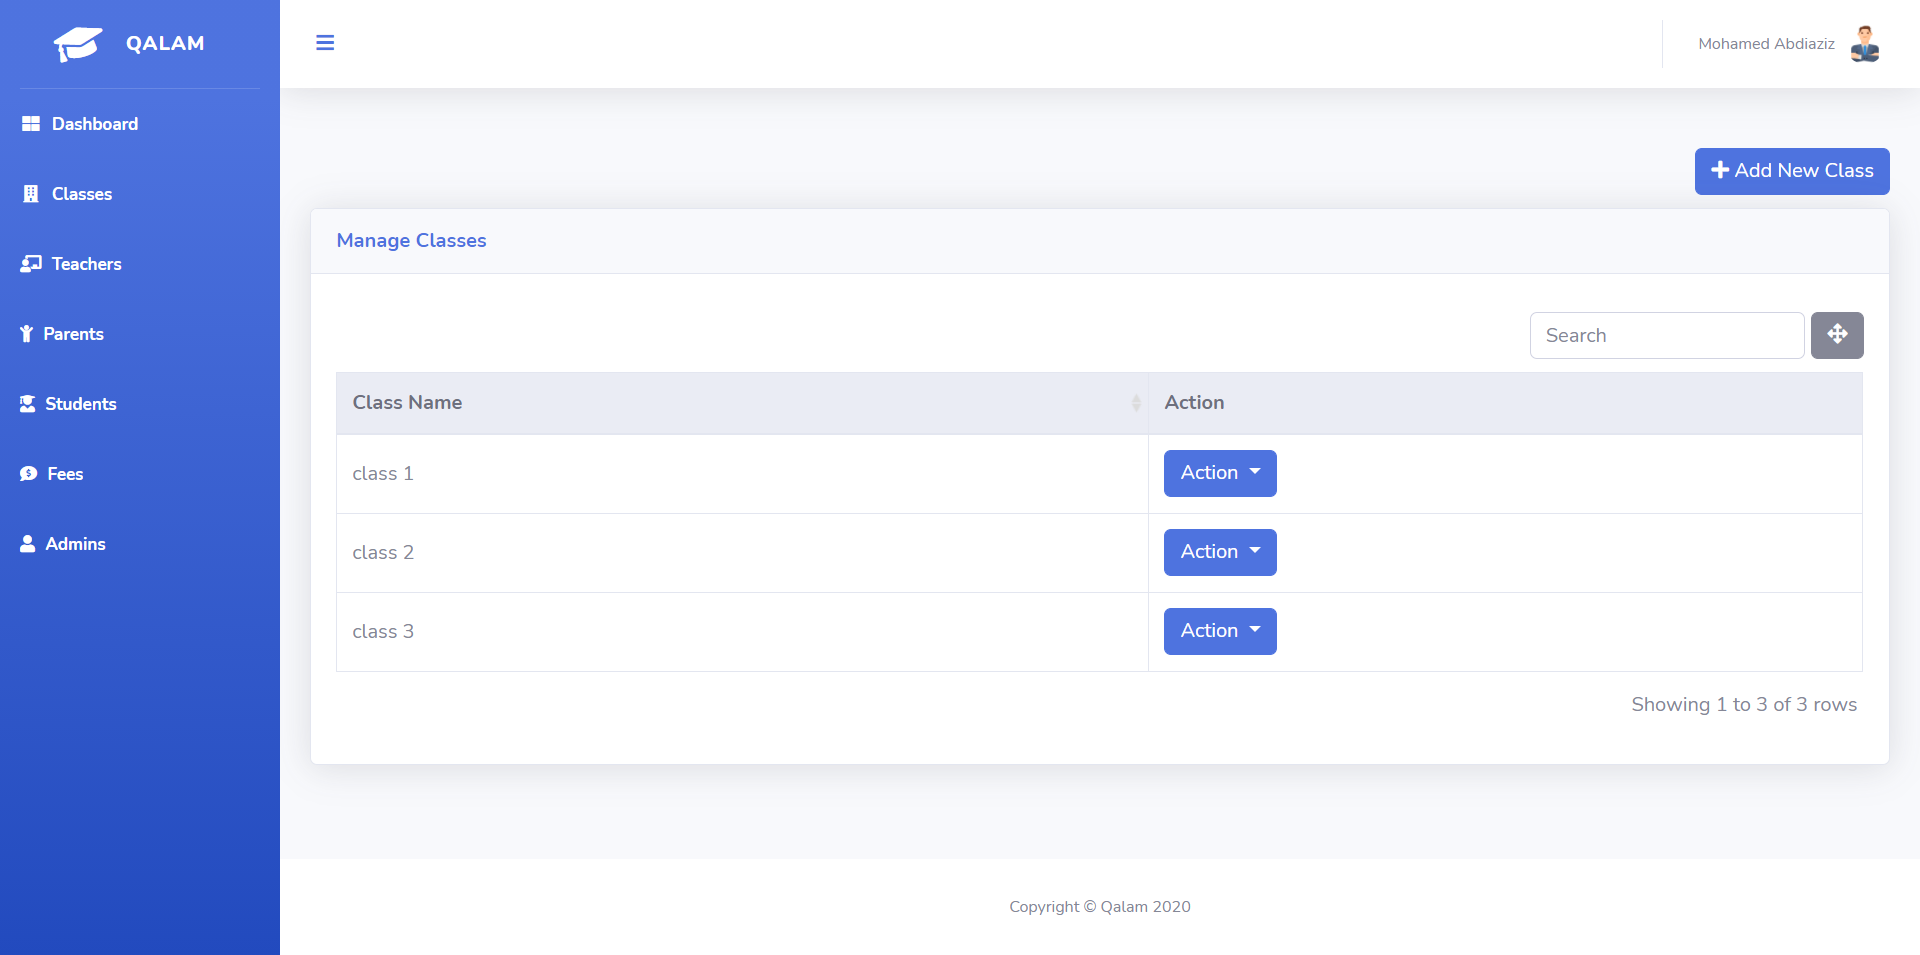 QALAM
Mohamed Abdiaziz
Dashboard
Classes
Teachers
Parents
Students
Fees
Admins
Add New Class
Manage Classes
Search
Class Name Action
class 1 Action
class 2 Action
class 3 Action
Showing 1 to 3 of 3 rows
Copyright © Qalam 2020